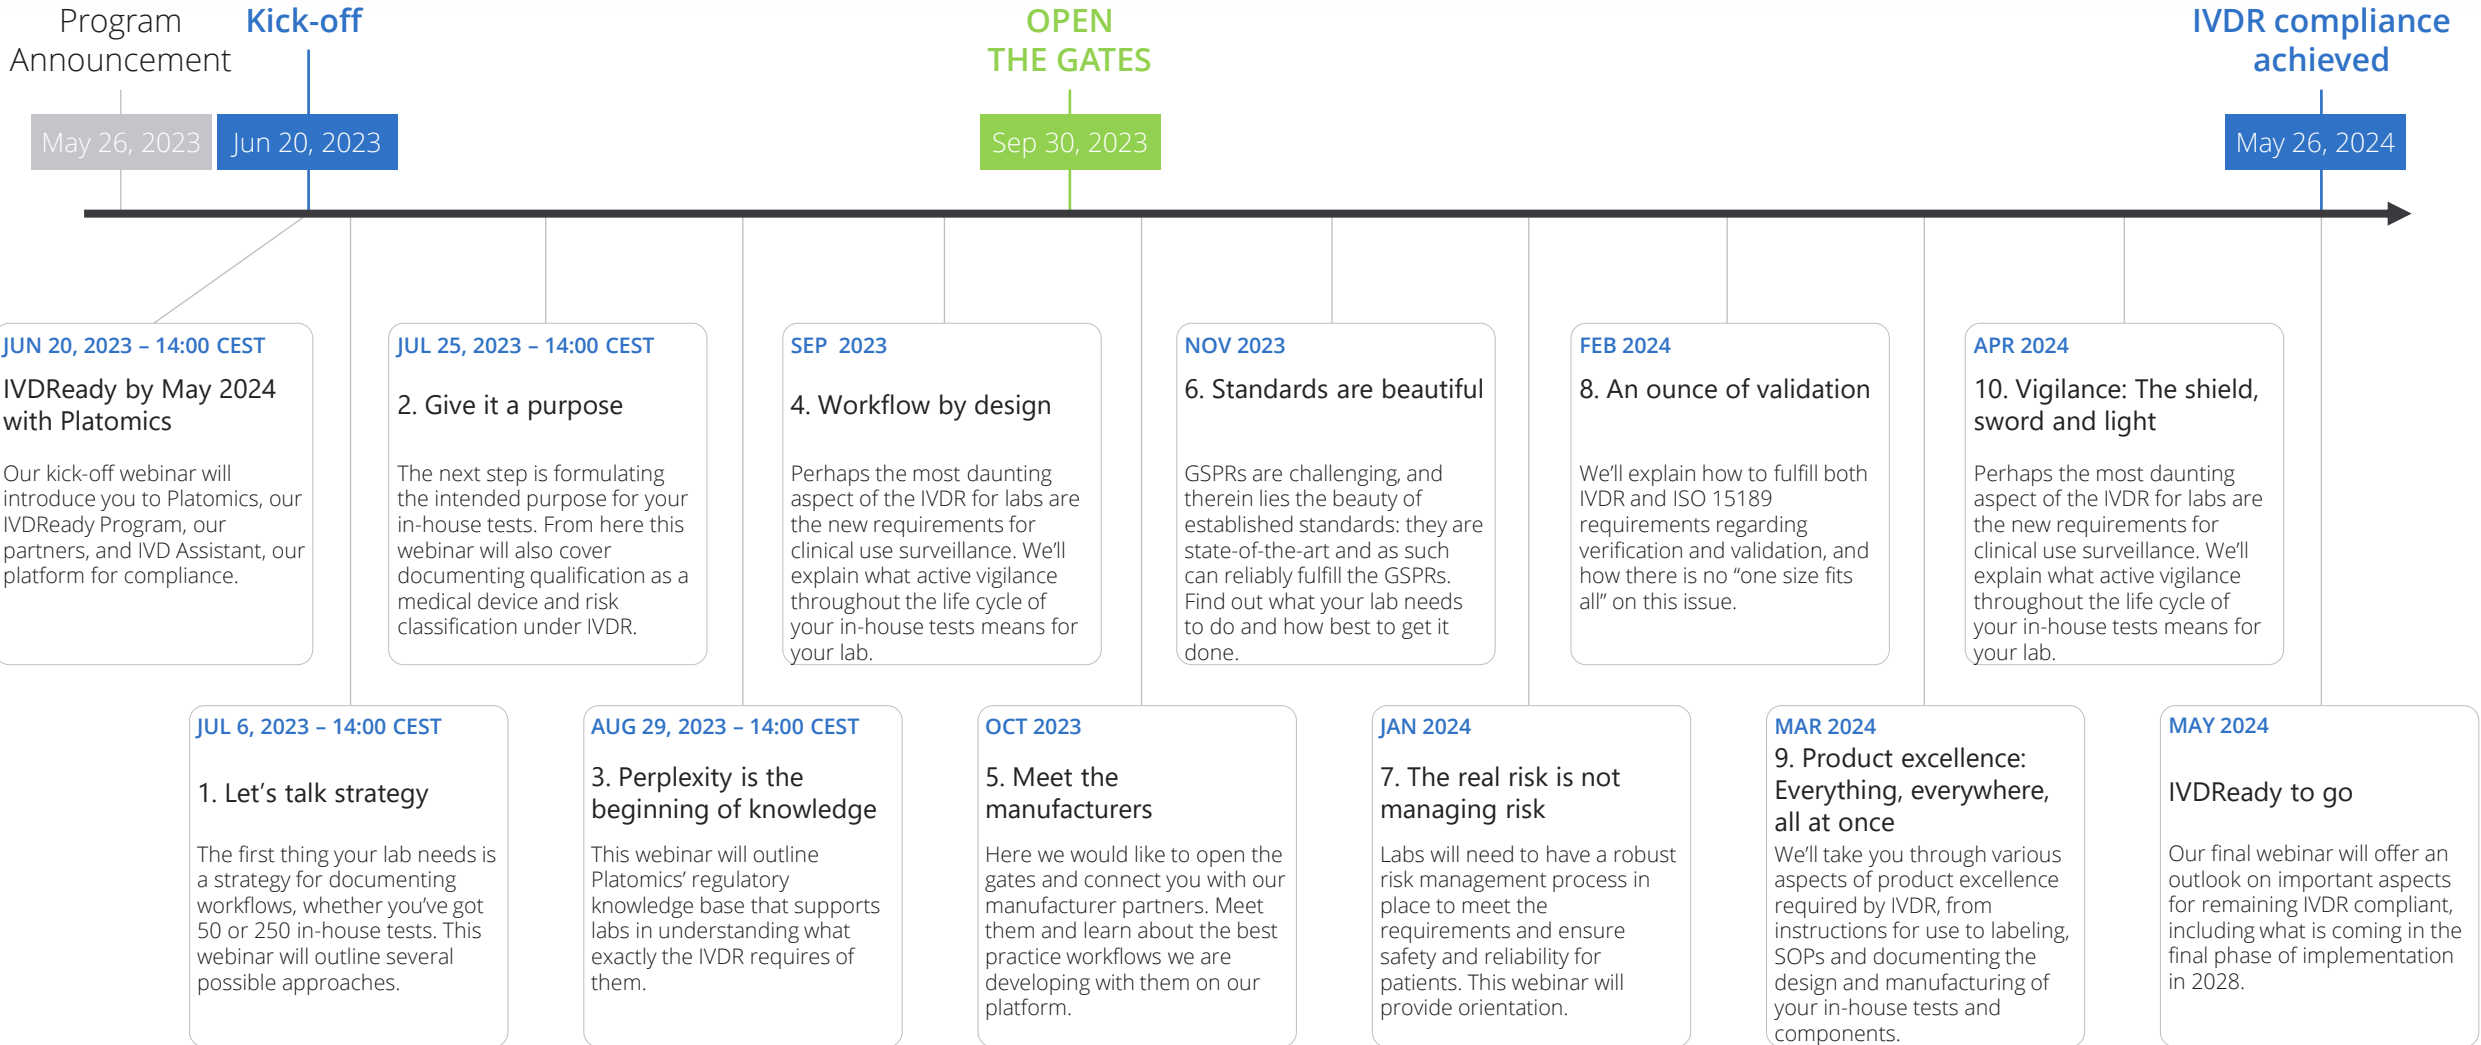 Program
Announcement
Kick-off
OPEN
THE GATES
IVDR compliance
achieved
May 26, 2023
Jun 20, 2023
Sep 30, 2023
May 26, 2024
JUN 20, 2023 – 14:00 CEST
IVDReady by May 2024
with Platomics
Our kick-off webinar will
introduce you to Platomics, our
IVDReady Program, our
partners, and IVD Assistant, our
platform for compliance.
JUL 25, 2023 – 14:00 CEST
2. Give it a purpose
The next step is formulating
the intended purpose for your
in-house tests. From here this
webinar will also cover
documenting qualification as a
medical device and risk
classification under IVDR.
SEP  2023
4. Workflow by design
Perhaps the most daunting
aspect of the IVDR for labs are
the new requirements for
clinical use surveillance. We’ll
explain what active vigilance
throughout the life cycle of
your in-house tests means for
your lab.
NOV 2023
6. Standards are beautiful
GSPRs are challenging, and
therein lies the beauty of
established standards: they are
state-of-the-art and as such
can reliably fulfill the GSPRs.
Find out what your lab needs
to do and how best to get it
done.
FEB 2024
8. An ounce of validation
We’ll explain how to fulfill both
IVDR and ISO 15189
requirements regarding
verification and validation, and
how there is no “one size fits
all” on this issue.
APR 2024
10. Vigilance: The shield,
sword and light
Perhaps the most daunting
aspect of the IVDR for labs are
the new requirements for
clinical use surveillance. We’ll
explain what active vigilance
throughout the life cycle of
your in-house tests means for
your lab.
JUL 6, 2023 – 14:00 CEST
1. Let’s talk strategy
The first thing your lab needs is
a strategy for documenting
workflows, whether you’ve got
50 or 250 in-house tests. This
webinar will outline several
possible approaches.
AUG 29, 2023 – 14:00 CEST
3. Perplexity is the
beginning of knowledge
This webinar will outline
Platomics’ regulatory
knowledge base that supports
labs in understanding what
exactly the IVDR requires of
them.
OCT 2023
5. Meet the
manufacturers
Here we would like to open the
gates and connect you with our
manufacturer partners. Meet
them and learn about the best
practice workflows we are
developing with them on our
platform.
JAN 2024
7. The real risk is not
managing risk
Labs will need to have a robust
risk management process in
place to meet the
requirements and ensure
safety and reliability for
patients. This webinar will
provide orientation.
MAR 2024
9. Product excellence:
Everything, everywhere,
all at once
We’ll take you through various
aspects of product excellence
required by IVDR, from
instructions for use to labeling,
SOPs and documenting the
design and manufacturing of
your in-house tests and
components.
MAY 2024
IVDReady to go
Our final webinar will offer an
outlook on important aspects
for remaining IVDR compliant,
including what is coming in the
final phase of implementation
in 2028.